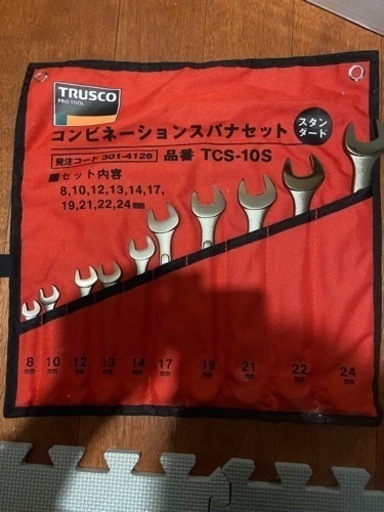 TRUSCO
PRO TOOL
コンビネーションスパナセット
スタン
ダード
発注コード 301-4128 品番 TCS-10S
■セット内容
8,10,12,13,14,17,
19,21,22,24mm
8 10 12 13 14 17 19 21 22 24
mm mm mm mm mm mm mm mm mm mm